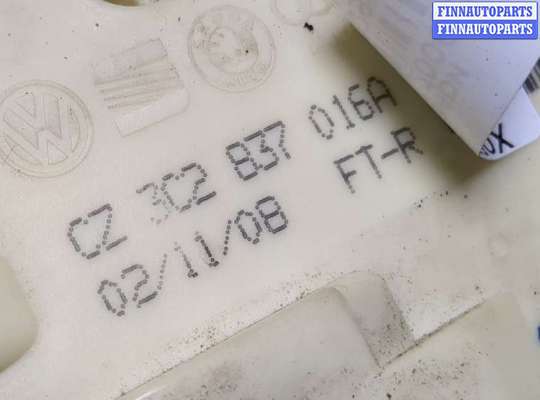 FINNAUTOPARTS
FINNAUTOPARTS
CZ 3C2 837 016A
02/11/08 FT-R